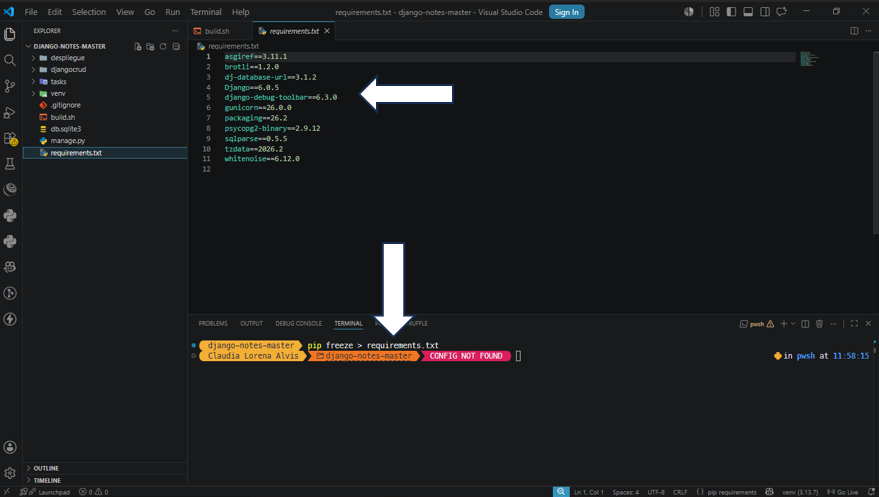 File Edit Selection View Go Run Terminal Help
requirements.txt - django-notes-master - Visual Studio Code
Sign In
EXPLORER
DJANGO-NOTES-MASTER
despliegue
djangocrud
tasks
venv
.gitignore
build.sh
db.sqlite3
manage.py
requirements.txt
OUTLINE
TIMELINE
build.sh
requirements.txt
requirements.txt
1 asgiref==3.11.1
2 brotli==1.2.0
3 dj-database-url==3.1.2
4 Django==6.0.5
5 django-debug-toolbar==6.3.0
6 gunicorn==26.0.0
7 packaging==26.2
8 psycopg2-binary==2.9.12
9 sqlparse==0.5.5
10 tzdata==2026.2
11 whitenoise==6.12.0
12
PROBLEMS OUTPUT DEBUG CONSOLE TERMINAL
pwsh
django-notes-master pip freeze > requirements.txt
Claudia Lorena Alvis django-notes-master CONFIG NOT FOUND
in pwsh at 11:58:15
Launchpad 0 0
Ln 1, Col 1 Spaces: 4 UTF-8 CRLF { } pip requirements venv (3.13.7) Go Live